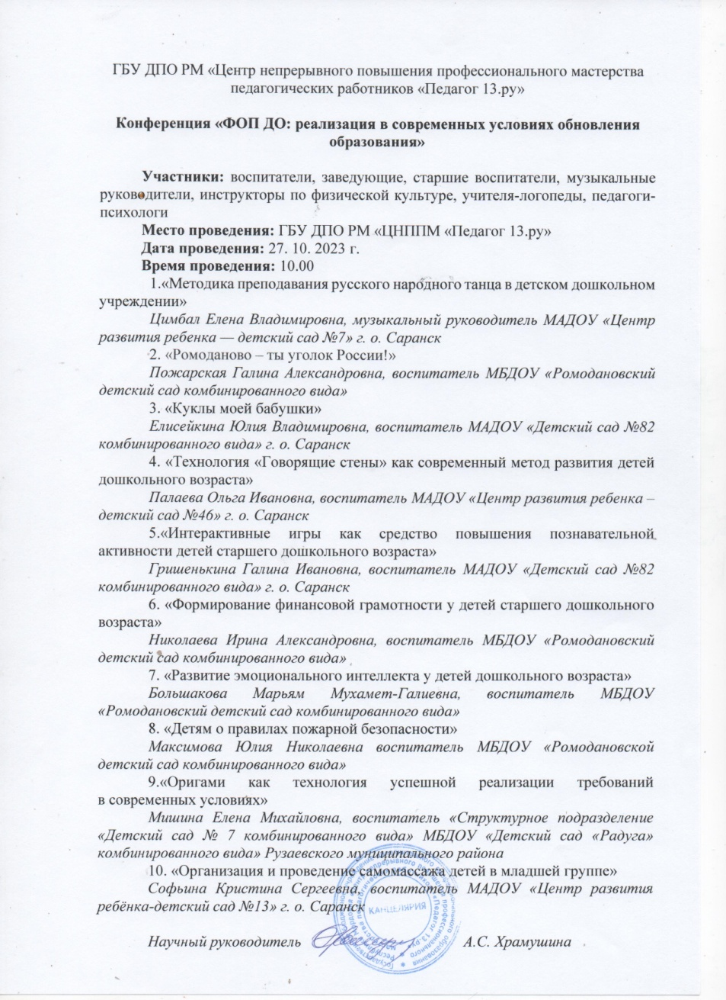 ГБУ ДПО РМ «Центр непрерывного повышения профессионального мастерства
педагогических работников «Педагог 13.ру»
Конференция «ФОП ДО: реализация в современных условиях обновления
образования»
Участники: воспитатели, заведующие, старшие воспитатели, музыкальные
руководители, инструкторы по физической культуре, учителя-логопеды, педагоги-
психологи
Место проведения: ГБУ ДПО РМ «ЦНППМ «Педагог 13.ру»
Дата проведения: 27. 10. 2023 г.
Время проведения: 10.00
1.«Методика преподавания русского народного танца в детском дошкольном
учреждении»
Цимбал Елена Владимировна, музыкальный руководитель МАДОУ «Центр
развития ребенка — детский сад №7» г. о. Саранск
2. «Ромоданово – ты уголок России!»
Пожарская Галина Александровна, воспитатель МБДОУ «Ромодановский
детский сад комбинированного вида»
3. «Куклы моей бабушки»
Елисейкина Юлия Владимировна, воспитатель МАДОУ «Детский сад №82
комбинированного вида» г. о. Саранск
4. «Технология «Говорящие стены» как современный метод развития детей
дошкольного возраста»
Палаева Ольга Ивановна, воспитатель МАДОУ «Центр развития ребенка –
детский сад №46» г. о. Саранск
5.«Интерактивные игры как средство повышения познавательной
активности детей старшего дошкольного возраста»
Гришенькина Галина Ивановна, воспитатель МАДОУ «Детский сад №82
комбинированного вида» г. о. Саранск
6. «Формирование финансовой грамотности у детей старшего дошкольного
возраста»
Николаева Ирина Александровна, воспитатель МБДОУ «Ромодановский
детский сад комбинированного вида»
7. «Развитие эмоционального интеллекта у детей дошкольного возраста»
Большакова Марьям Мухамет-Галиевна, воспитатель МБДОУ
«Ромодановский детский сад комбинированного вида»
8. «Детям о правилах пожарной безопасности»
Максимова Юлия Николаевна воспитатель МБДОУ «Ромодановской
детский сад комбинированного вида»
9.«Оригами как технология успешной реализации требований
в современных условиях»
Мишина Елена Михайловна, воспитатель «Структурное подразделение
«Детский сад № 7 комбинированного вида» МБДОУ «Детский сад «Радуга»
комбинированного вида» Рузаевского муниципального района
10. «Организация и проведение самомассажа детей в младшей группе»
Софьина Кристина Сергеевна, воспитатель МАДОУ «Центр развития
ребёнка-детский сад №13» г. о. Саранск
КАНЦЕЛЯРИЯ
Научный руководитель А.С. Храмушина